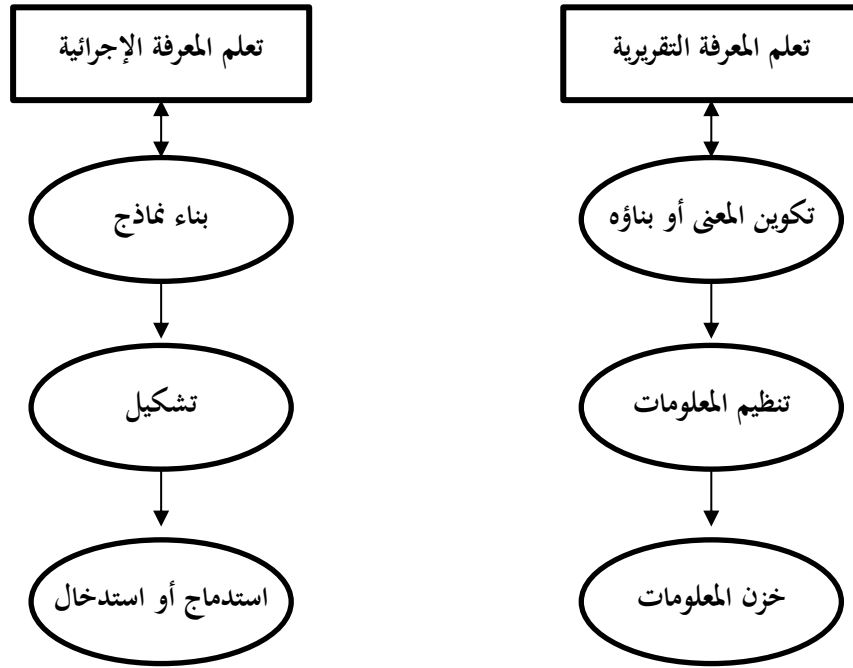 تعلم المعرفة التقريرية
تعلم المعرفة الإجرائية
تكوين المعنى أو بناؤه
بناء نماذج
تنظيم المعلومات
تشكيل
خزن المعلومات
استدماج أو استدخال